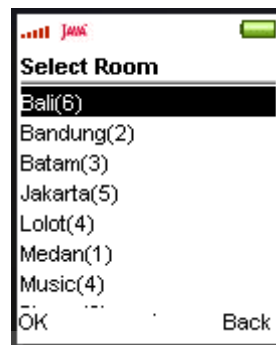 JAVA
Select Room
Bali(6)
Bandung(2)
Batam(3)
Jakarta(5)
Lolot(4)
Medan(1)
Music(4)
OK Back